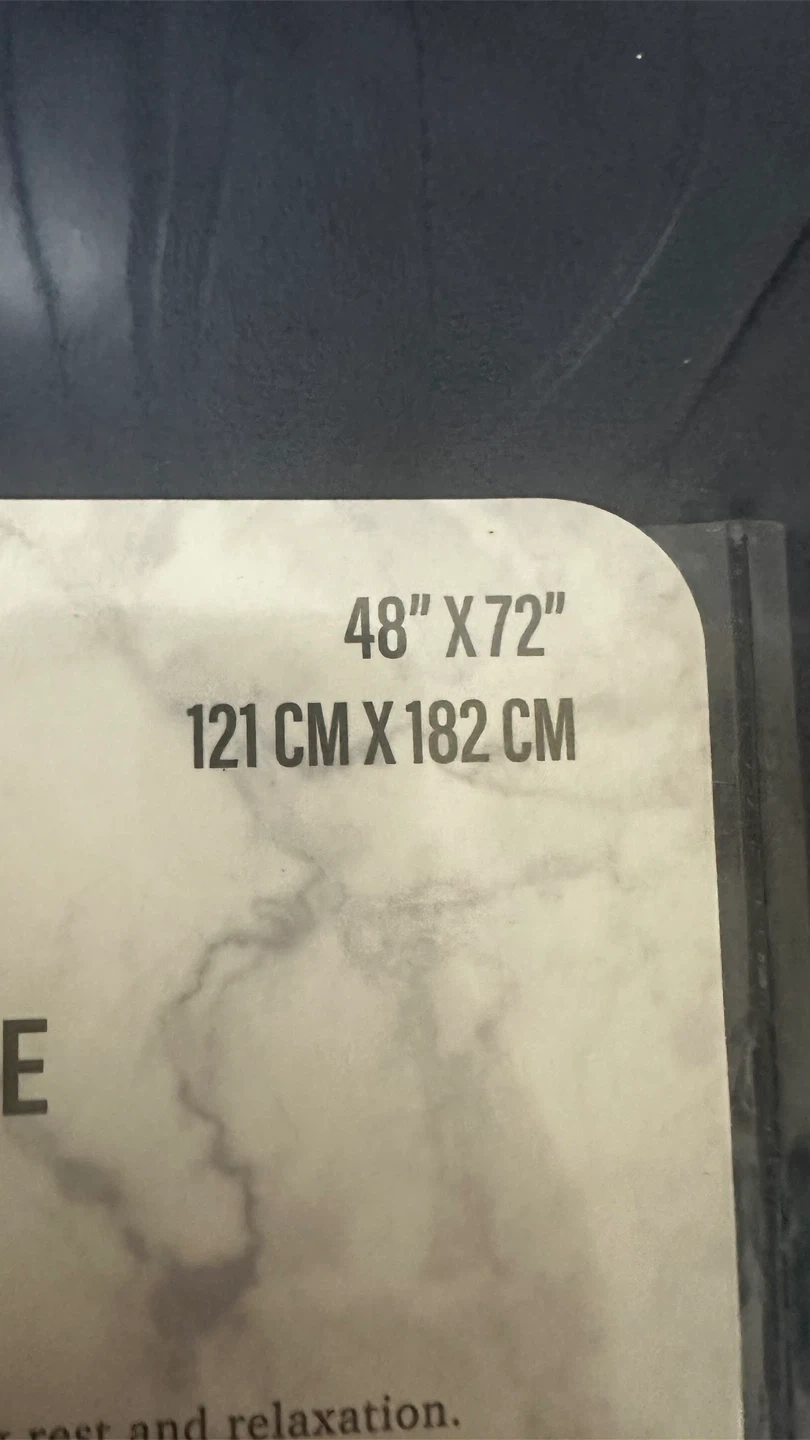 48" X 72"
121 CM X 182 CM
E
rest and relaxation.